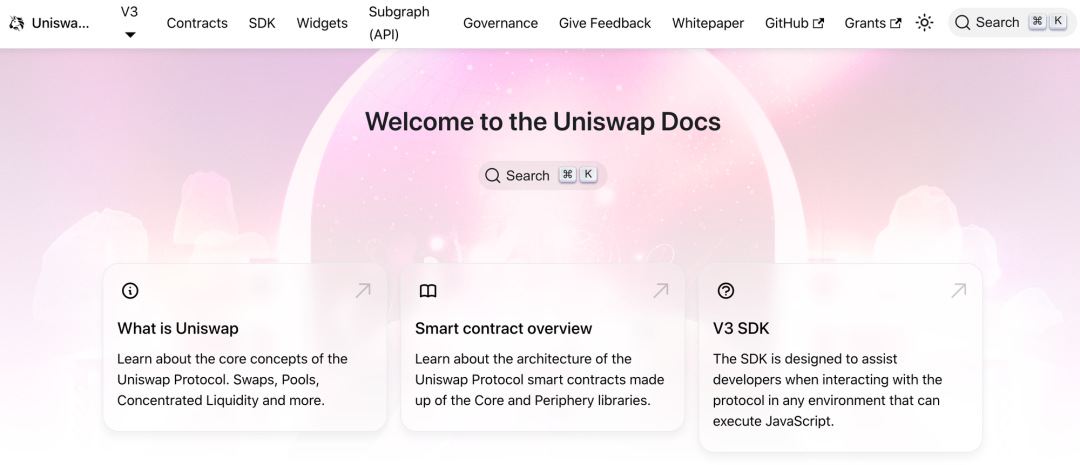 Uniswa...
V3
Contracts
SDK
Widgets
Subgraph
(API)
Governance
Give Feedback
Whitepaper
GitHub
Grants
Search ⌘ K
Welcome to the Uniswap Docs
Search ⌘ K
What is Uniswap
Learn about the core concepts of the
Uniswap Protocol. Swaps, Pools,
Concentrated Liquidity and more.
Smart contract overview
Learn about the architecture of the
Uniswap Protocol smart contracts made
up of the Core and Periphery libraries.
V3 SDK
The SDK is designed to assist
developers when interacting with the
protocol in any environment that can
execute JavaScript.